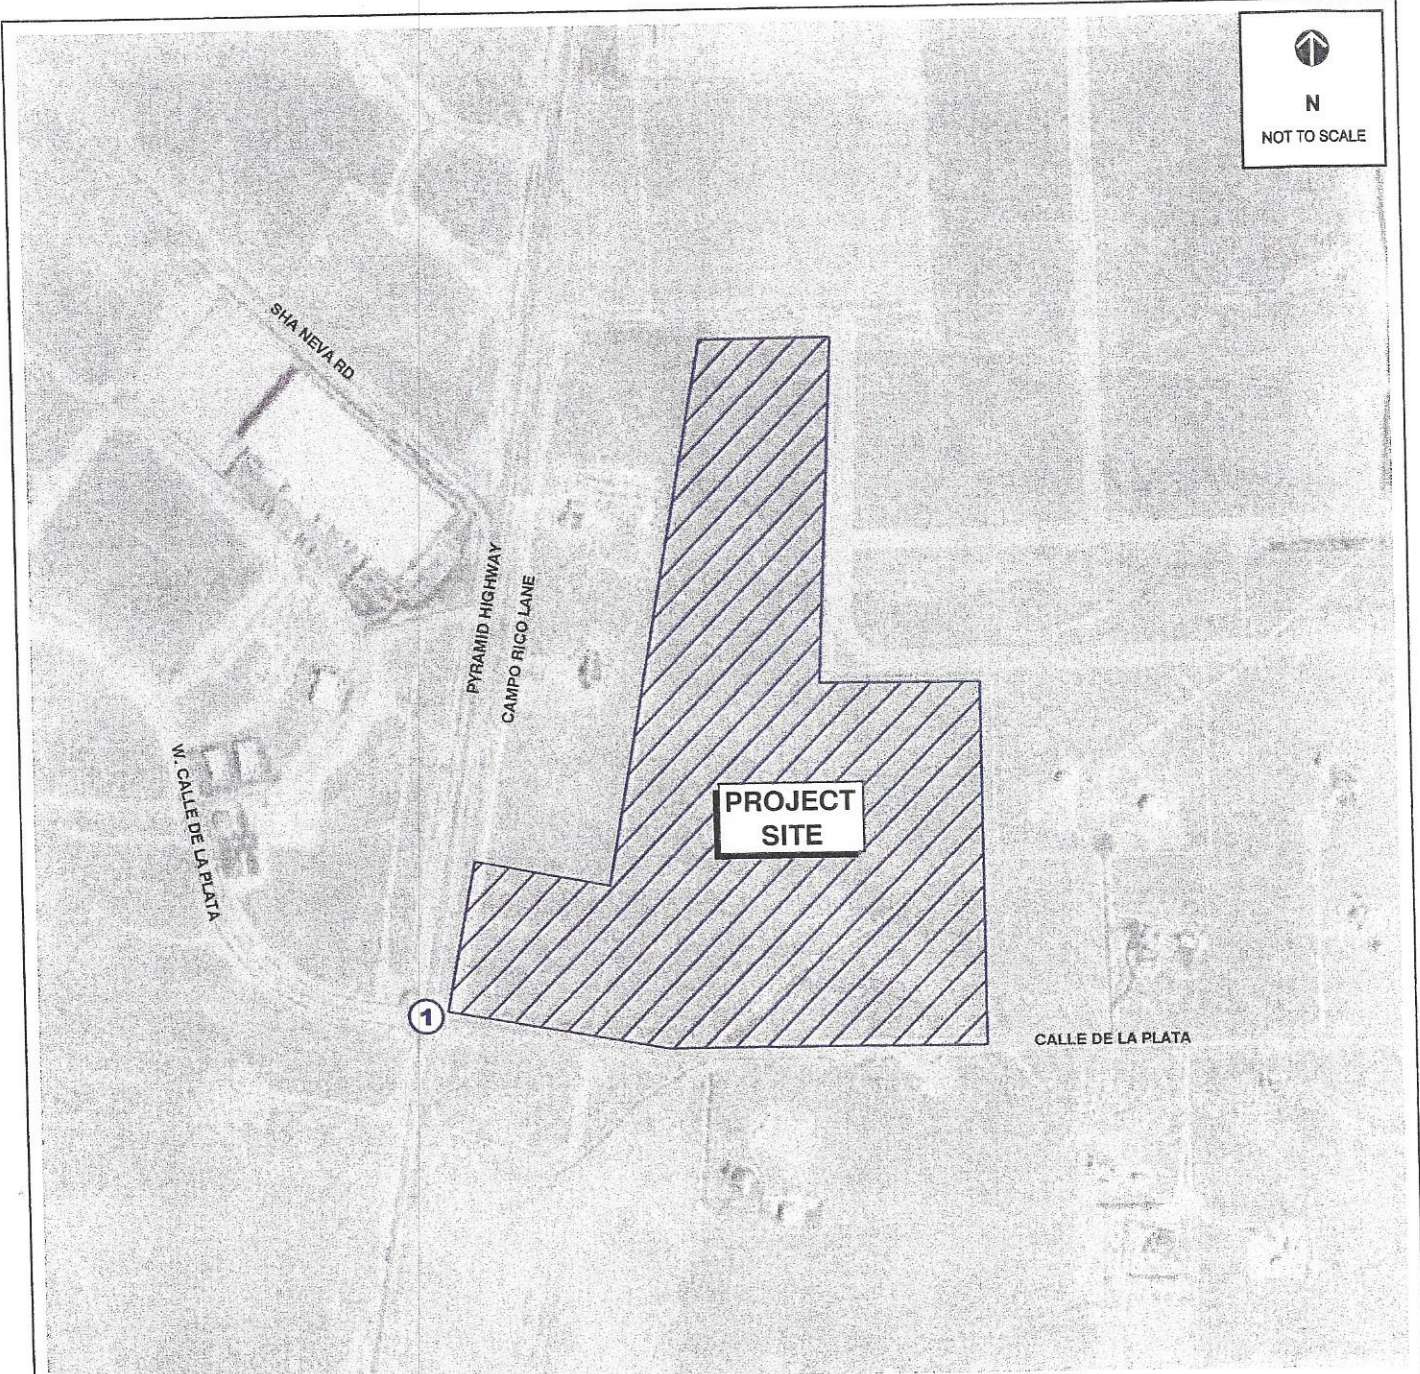 N
NOT TO SCALE
SHA NEVA RD
PYRAMID HIGHWAY
CAMPO RICO LANE
W. CALLE DE LA PLATA
PROJECT
SITE
1
CALLE DE LA PLATA